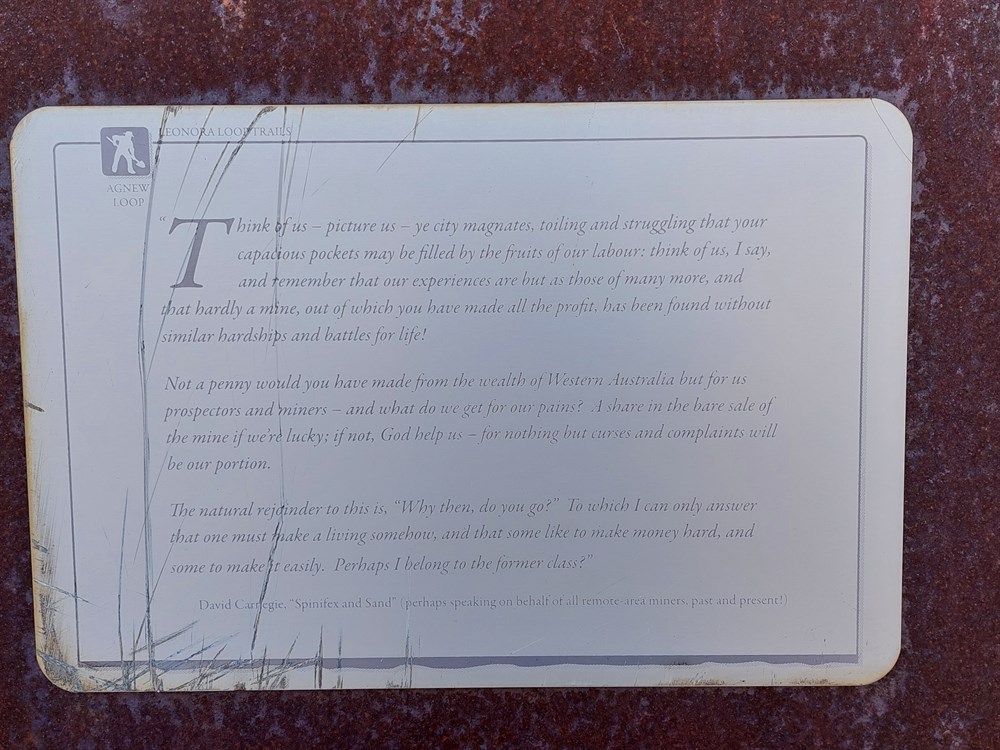 LEONORA LOOP TRAILS
AGNEW
LOOP
“Think of us – picture us – ye city magnates, toiling and struggling that your
capacious pockets may be filled by the fruits of our labour: think of us, I say,
and remember that our experiences are but as those of many more, and
that hardly a mine, out of which you have made all the profit, has been found without
similar hardships and battles for life!
Not a penny would you have made from the wealth of Western Australia but for us
prospectors and miners – and what do we get for our pains? A share in the bare sale of
the mine if we're lucky; if not, God help us – for nothing but curses and complaints will
be our portion.
The natural rejoinder to this is, “Why then, do you go?” To which I can only answer
that one must make a living somehow, and that some like to make money hard, and
some to make it easily. Perhaps I belong to the former class?”
David Carnegie, “Spinifex and Sand” (perhaps speaking on behalf of all remote-area miners, past and present!)